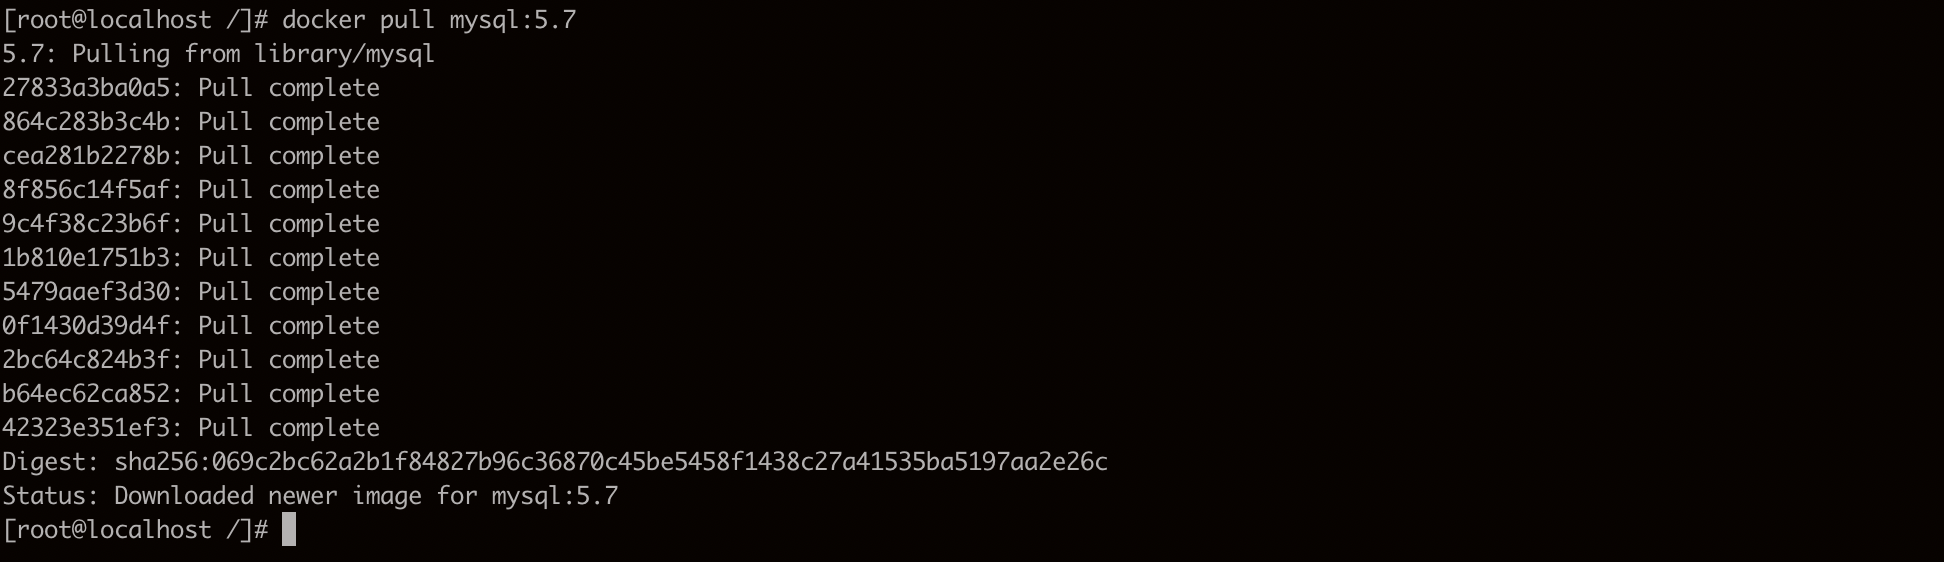 [root@localhost /]# docker pull mysql:5.7
5.7: Pulling from library/mysql
27833a3ba0a5: Pull complete
864c283b3c4b: Pull complete
cea281b2278b: Pull complete
8f856c14f5af: Pull complete
9c4f38c23b6f: Pull complete
1b810e1751b3: Pull complete
5479aaef3d30: Pull complete
0f1430d39d4f: Pull complete
2bc64c824b3f: Pull complete
b64ec62ca852: Pull complete
42323e351ef3: Pull complete
Digest: sha256:069c2bc62a2b1f84827b96c36870c45be5458f1438c27a41535ba5197aa2e26c
Status: Downloaded newer image for mysql:5.7
[root@localhost /]#